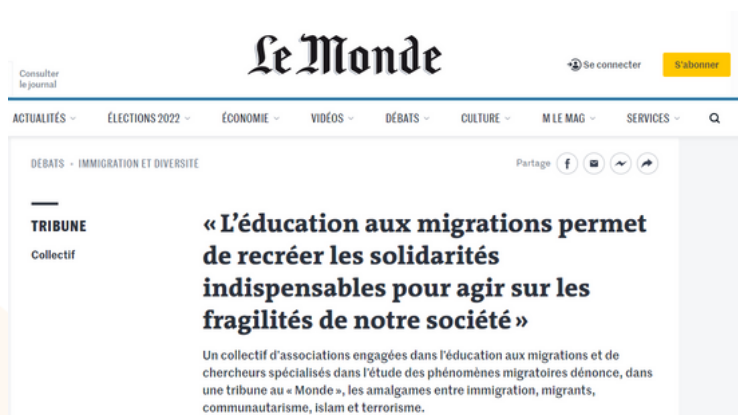 Le Monde
Consulter
le journal
Se connecter
S'abonner
ACTUALITÉS
ÉLECTIONS 2022
ÉCONOMIE
VIDÉOS
DÉBATS
CULTURE
M LE MAG
SERVICES
DÉBATS • IMMIGRATION ET DIVERSITÉ
Partage
TRIBUNE
Collectif
« L'éducation aux migrations permet
de recréer les solidarités
indispensables pour agir sur les
fragilités de notre société »
Un collectif d'associations engagées dans l'éducation aux migrations et de
chercheurs spécialisés dans l'étude des phénomènes migratoires dénonce, dans
une tribune au « Monde », les amalgames entre immigration, migrants,
communautarisme, islam et terrorisme.